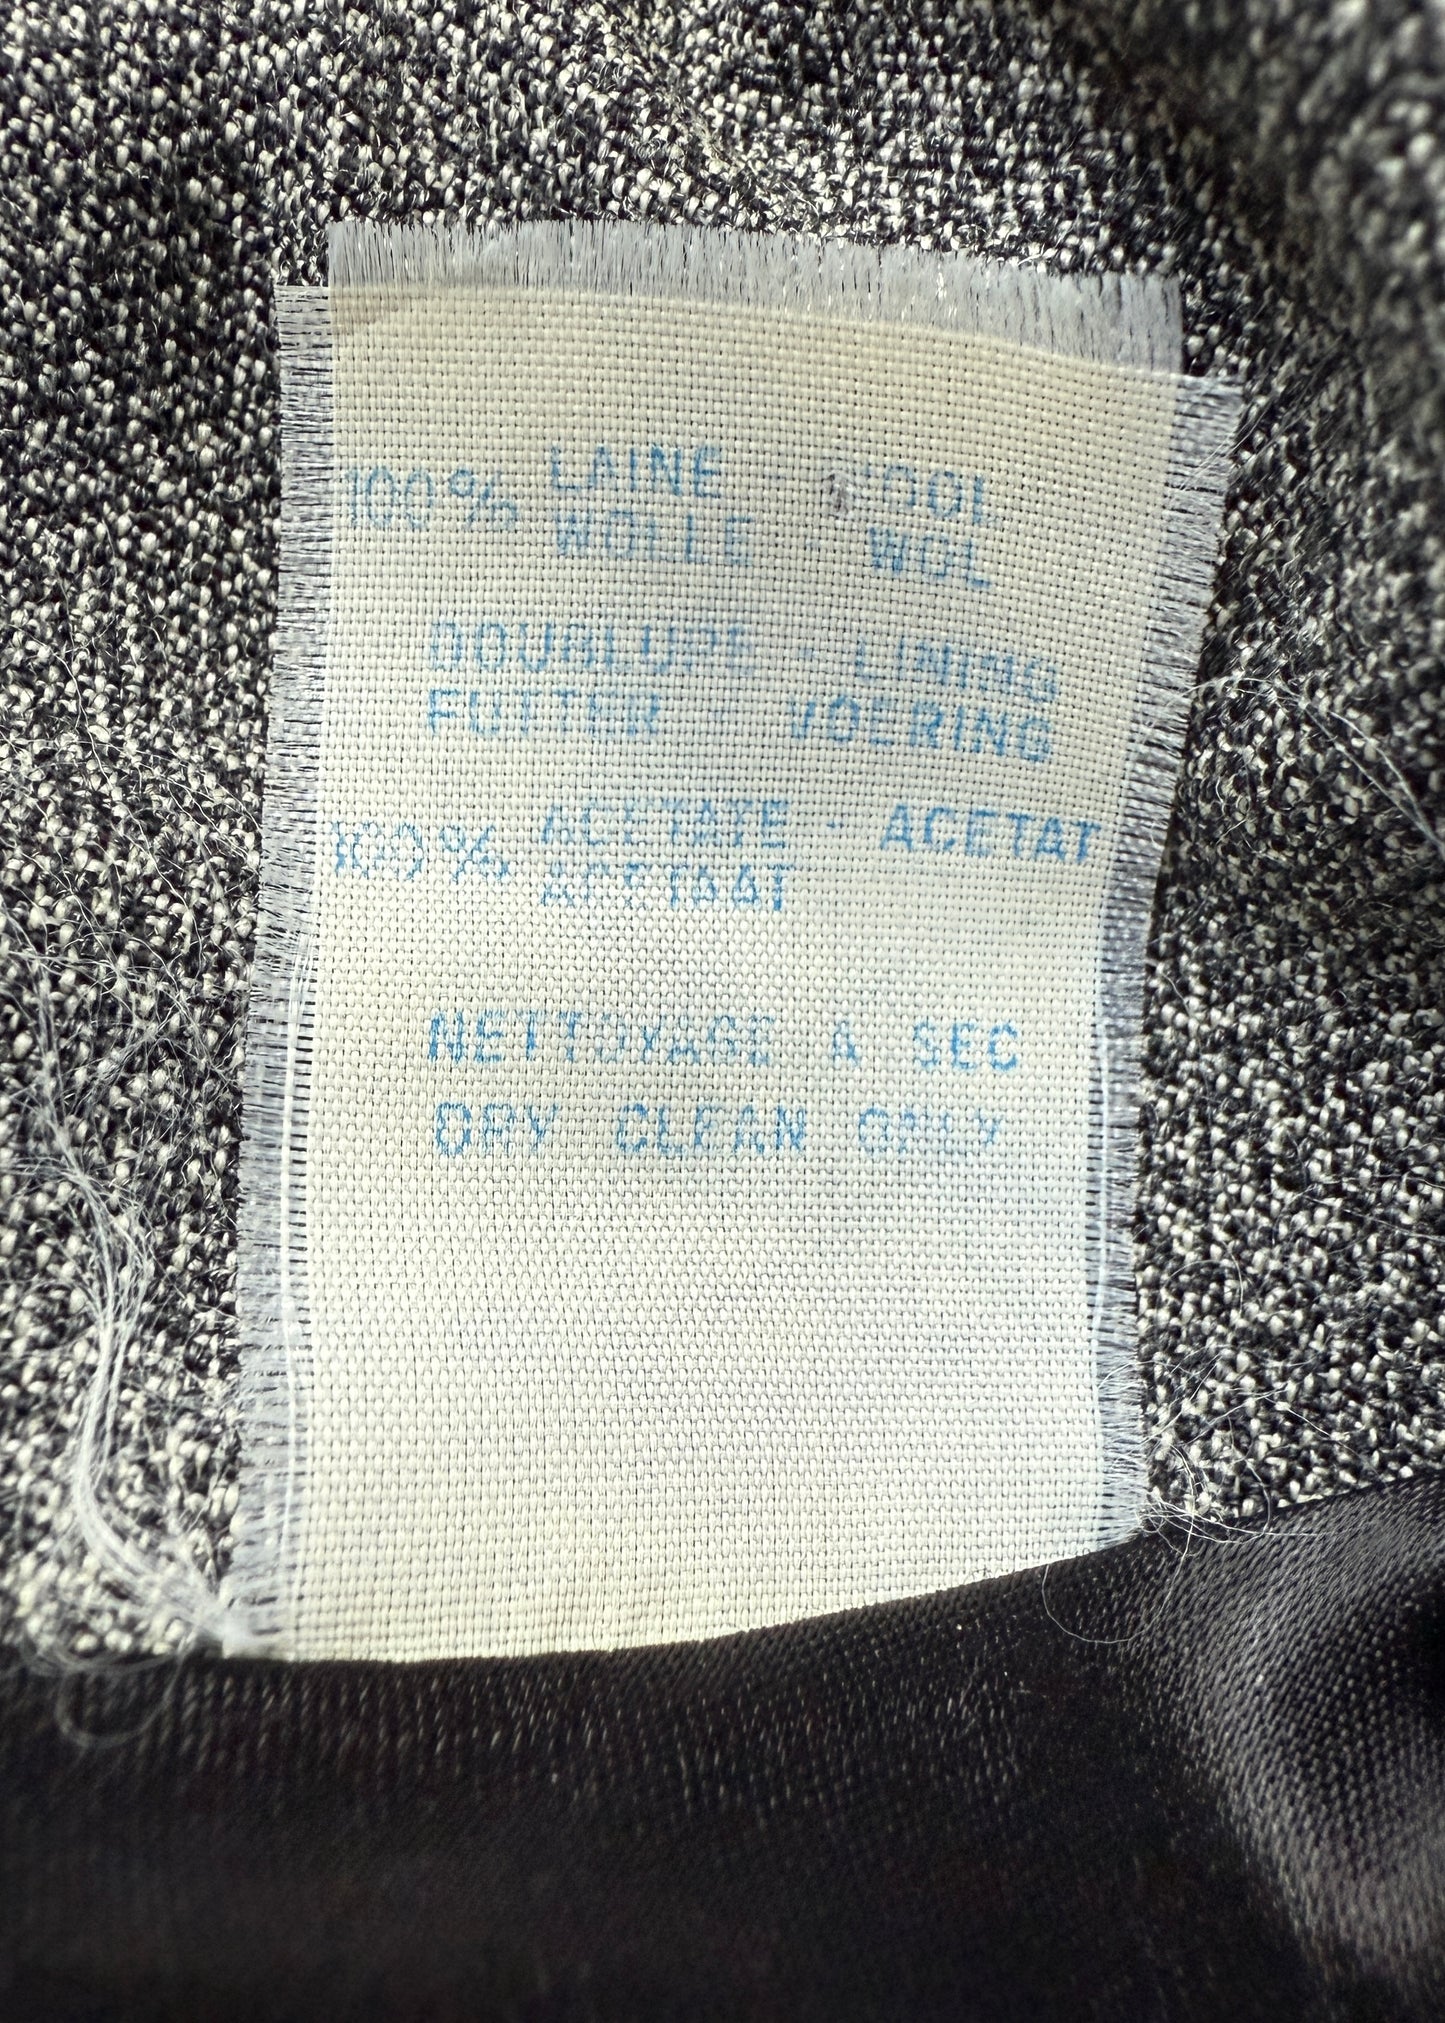 100% LAINE - WOOL
WOLLE - WOL
DOUBLURE - LINING
FUTTER - VOERING
100% ACETATE - ACETAT
ACETAAT
NETTOYAGE A SEC
DRY CLEAN ONLY